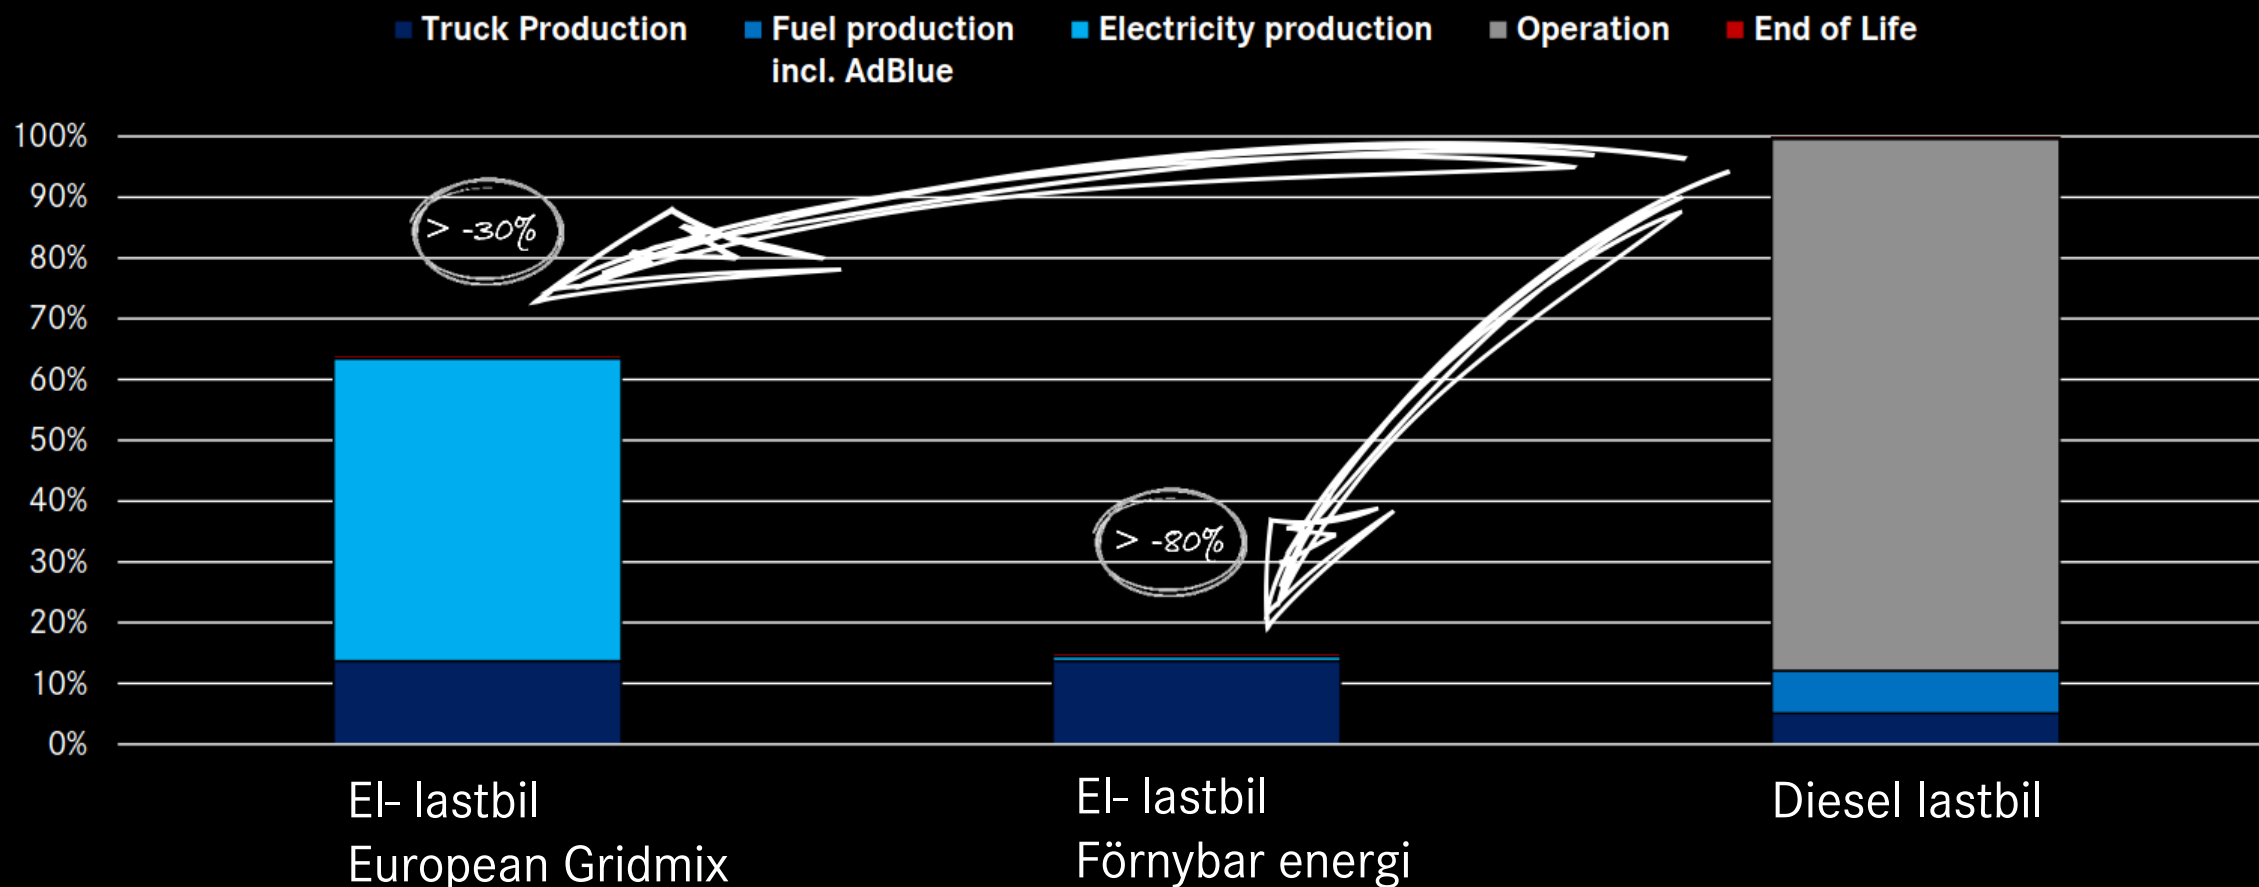 Truck Production
Fuel production
incl. AdBlue
Electricity production
Operation
End of Life
100%
90%
80%
70%
60%
50%
40%
30%
20%
10%
0%
> -30%
> -80%
El- lastbil
European Gridmix
El- lastbil
Förnybar energi
Diesel lastbil